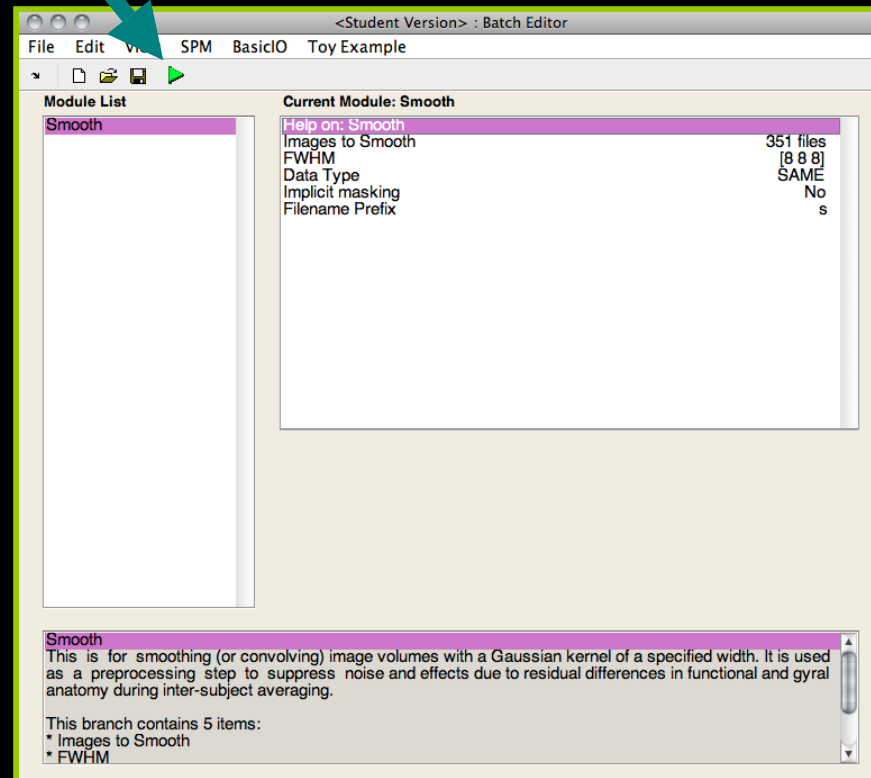 <Student Version> : Batch Editor
File Edit SPM BasicIO Toy Example
Module List
Current Module: Smooth
Smooth
Help on: Smooth
Images to Smooth 351 files
FWHM [8 8 8]
Data Type SAME
Implicit masking No
Filename Prefix s
Smooth
This is for smoothing (or convolving) image volumes with a Gaussian kernel of a specified width. It is used
as a preprocessing step to suppress noise and effects due to residual differences in functional and gyral
anatomy during inter-subject averaging.
This branch contains 5 items:
* Images to Smooth
* FWHM